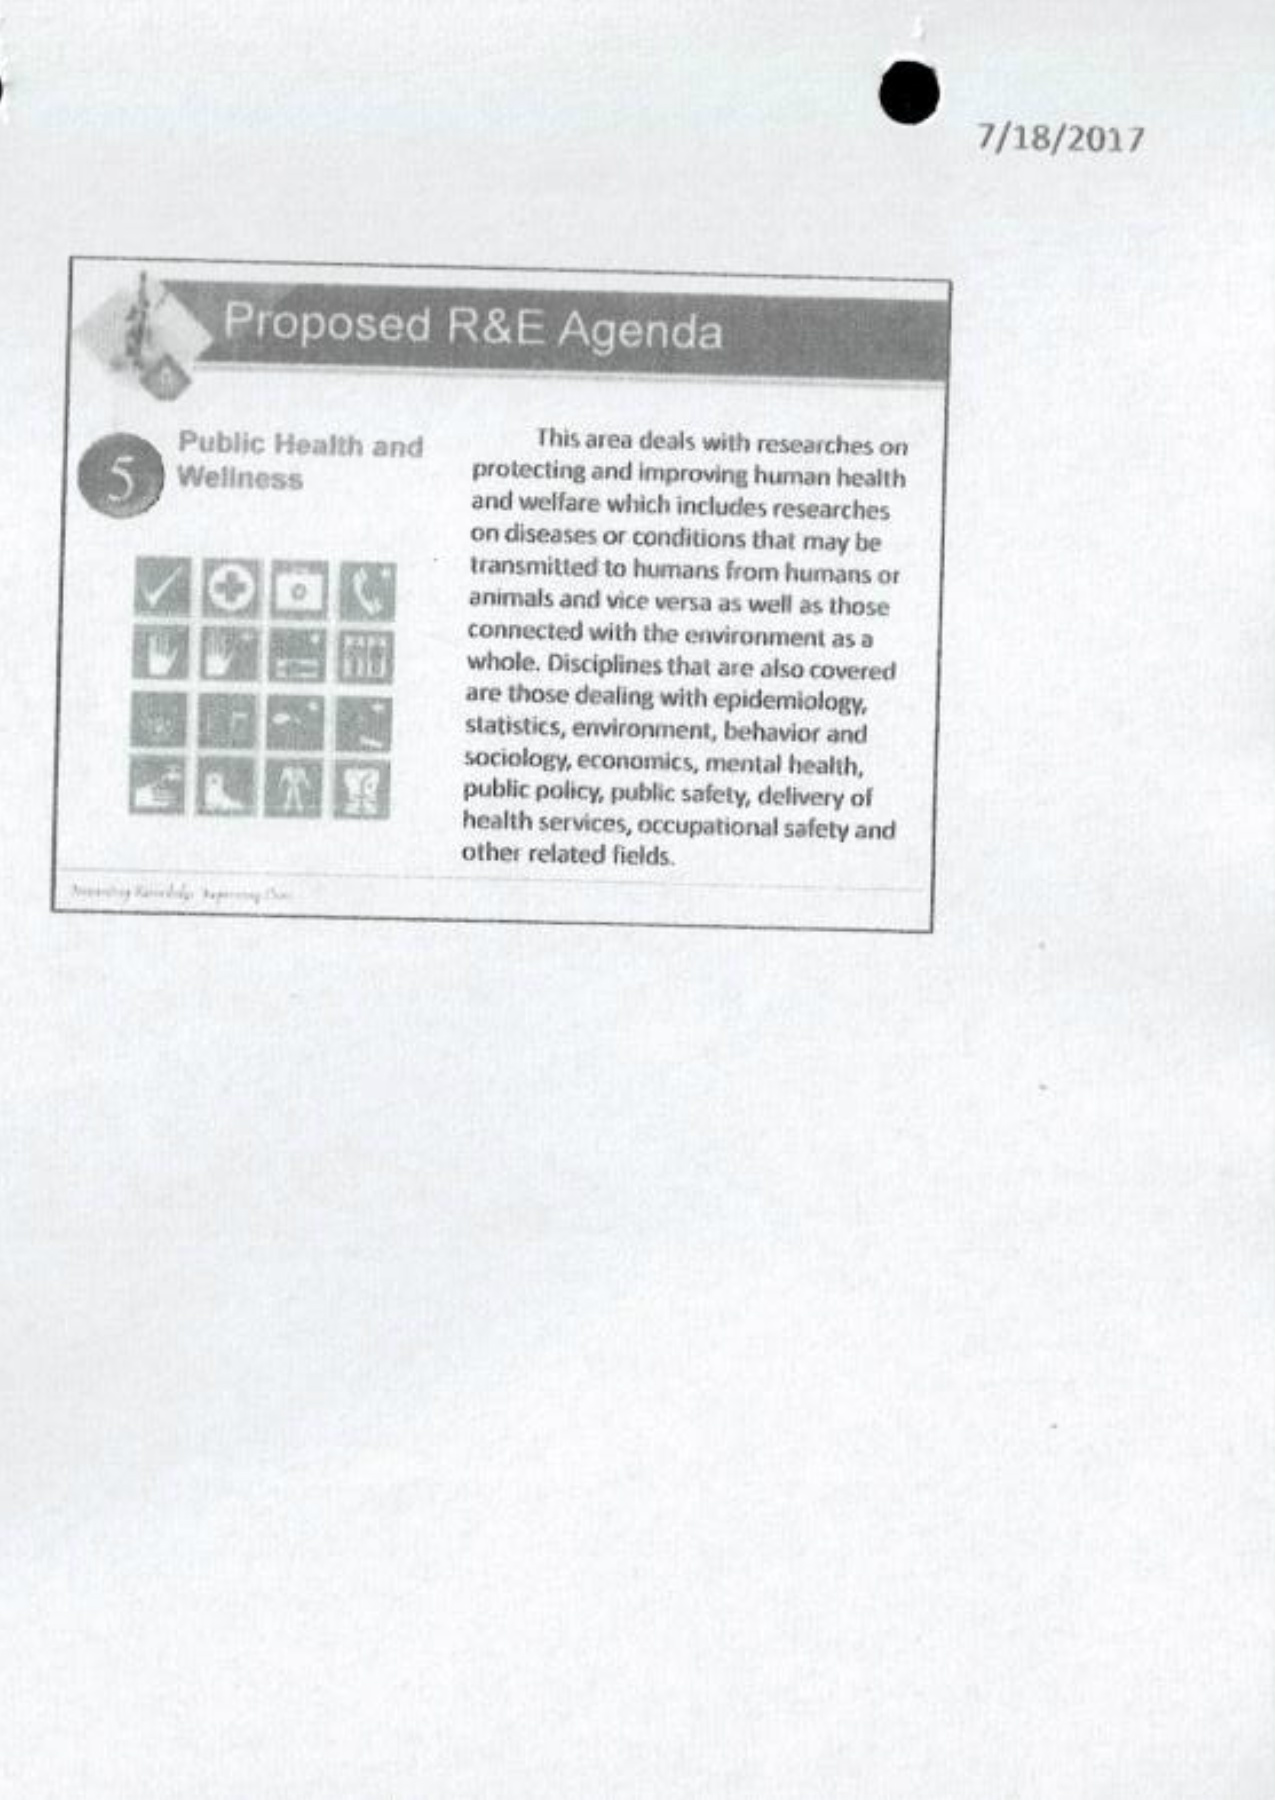 7/18/2017
Proposed R&E Agenda
5
Public Health and
Wellness
This area deals with researches on
protecting and improving human health
and welfare which includes researches
on diseases or conditions that may be
transmitted to humans from humans or
animals and vice versa as well as those
connected with the environment as a
whole. Disciplines that are also covered
are those dealing with epidemiology,
statistics, environment, behavior and
sociology, economics, mental health,
public policy, public safety, delivery of
health services, occupational safety and
other related fields.